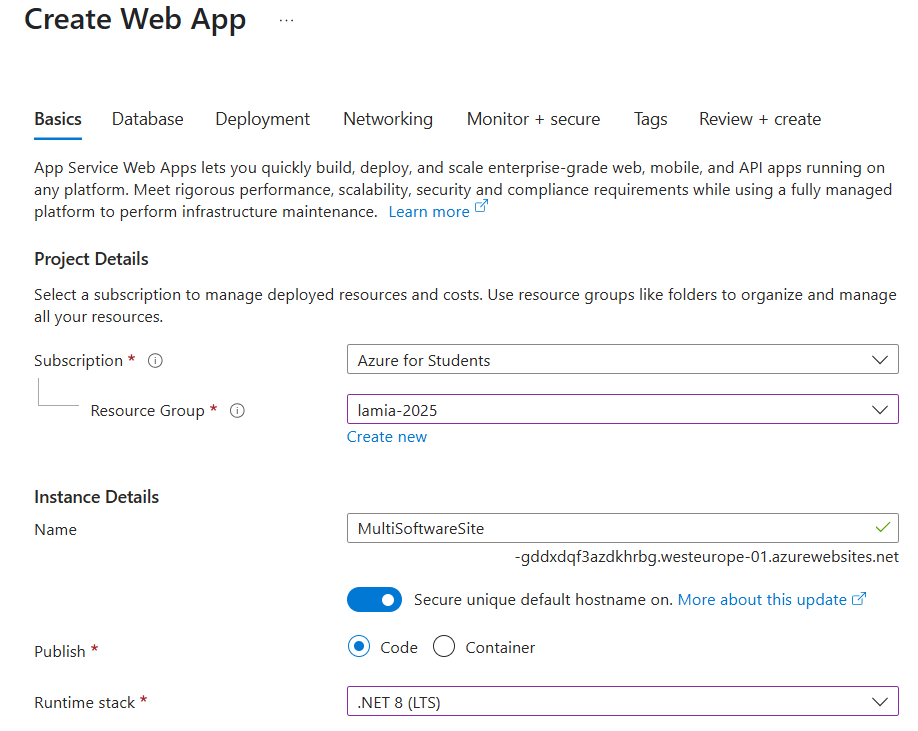 Create Web App ...
Basics Database Deployment Networking Monitor + secure Tags Review + create
App Service Web Apps lets you quickly build, deploy, and scale enterprise-grade web, mobile, and API apps running on
any platform. Meet rigorous performance, scalability, security and compliance requirements while using a fully managed
platform to perform infrastructure maintenance. Learn more
Project Details
Select a subscription to manage deployed resources and costs. Use resource groups like folders to organize and manage
all your resources.
Subscription * Azure for Students
Resource Group * lamia-2025
Create new
Instance Details
Name MultiSoftwareSite
-gddxdqf3azdkhrbg.westeurope-01.azurewebsites.net
Secure unique default hostname on. More about this update
Publish * Code Container
Runtime stack * .NET 8 (LTS)